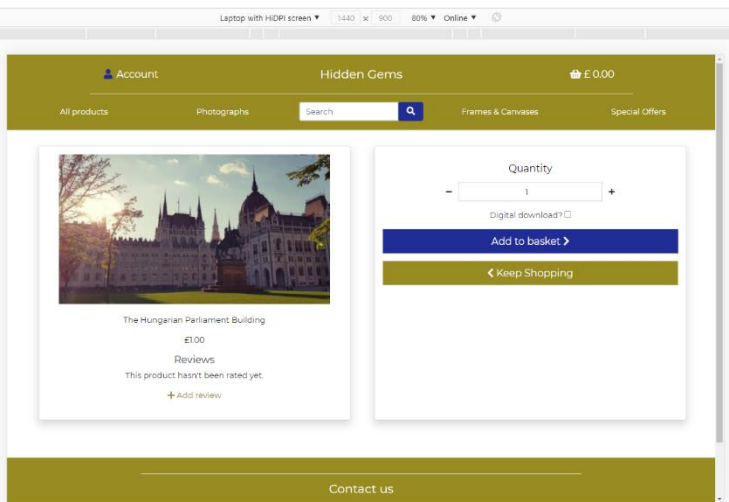 Laptop with HiDPI screen ▼ 1440 x 900 80% ▼ Online ▼
Account Hidden Gems £ 0.00
All products Photographs Search Frames & Canvases Special Offers
Quantity
− 1 +
Digital download?
Add to basket
Keep Shopping
The Hungarian Parliament Building
£1.00
Reviews
This product hasn't been rated yet.
+ Add review
Contact us